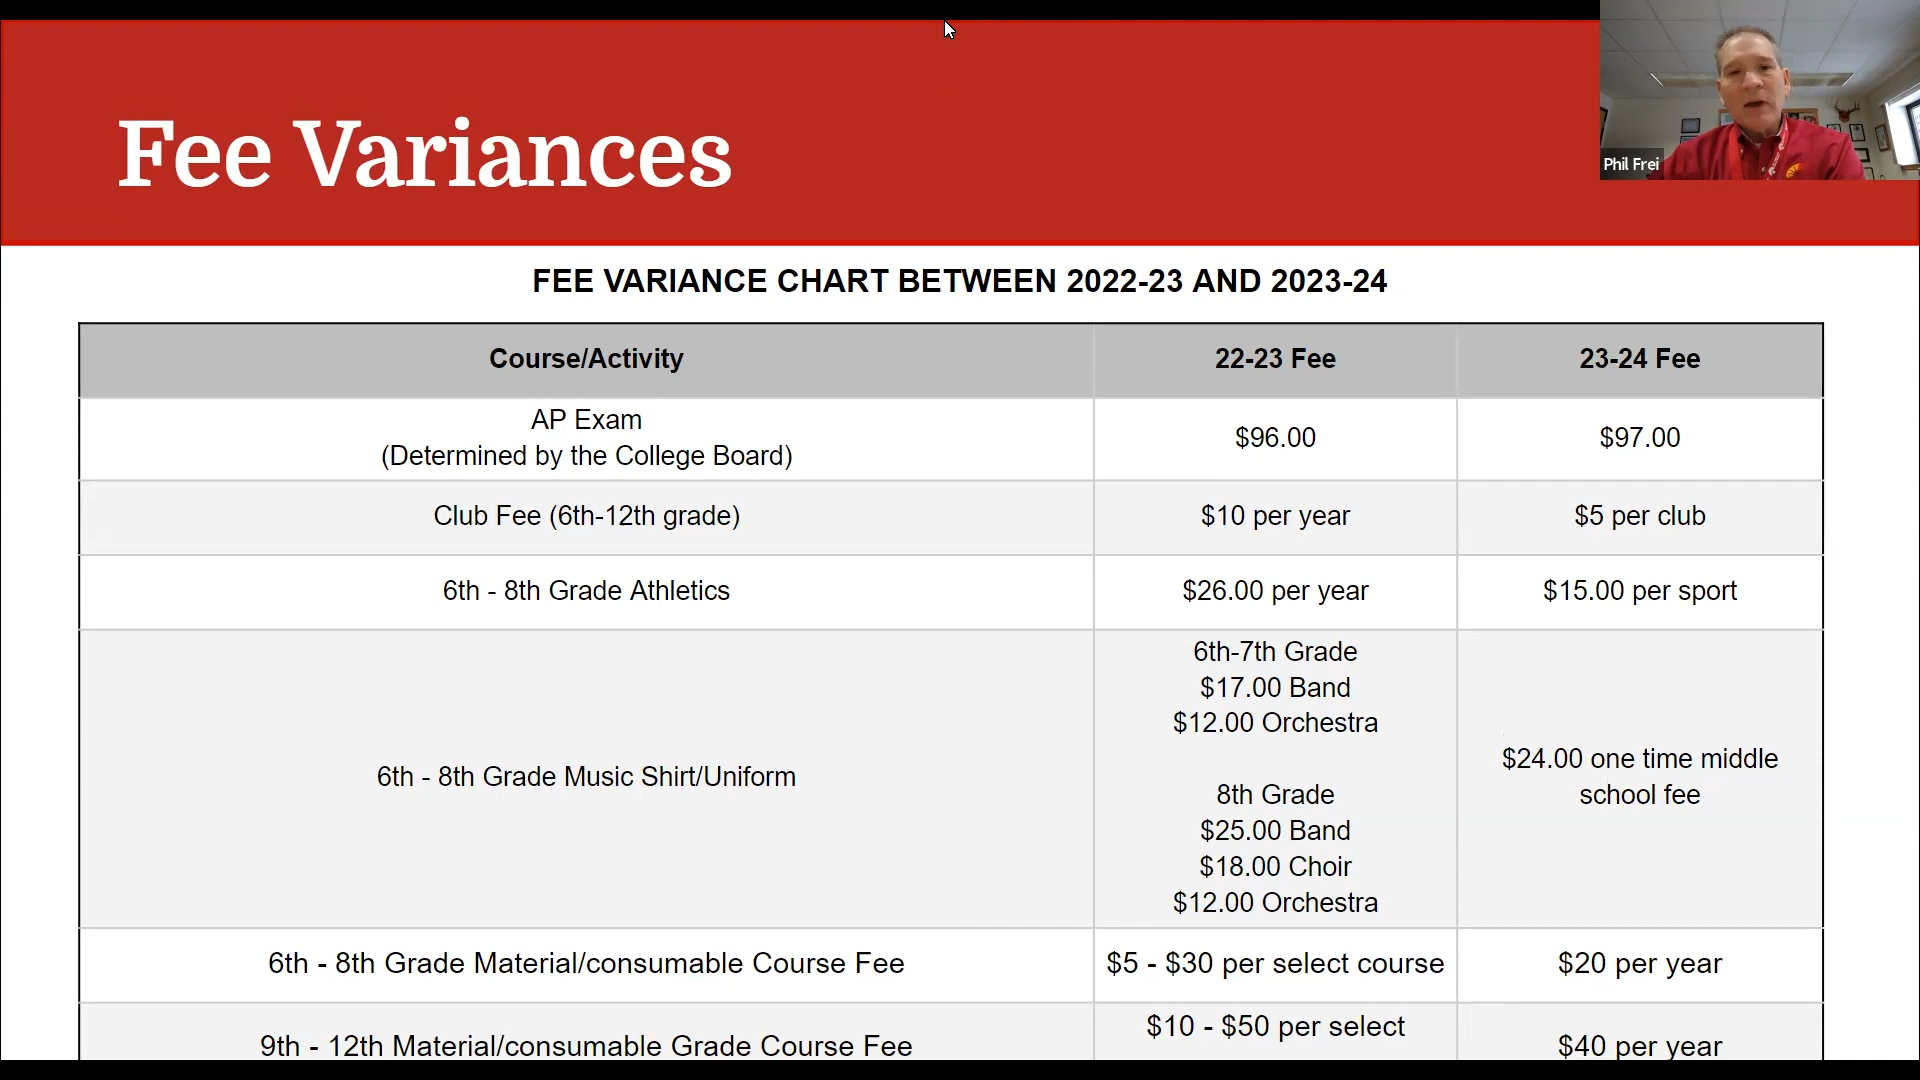 Fee Variances
Phil Frei
FEE VARIANCE CHART BETWEEN 2022-23 AND 2023-24
Course/Activity
22-23 Fee
23-24 Fee
AP Exam
(Determined by the College Board)
$96.00
$97.00
Club Fee (6th-12th grade)
$10 per year
$5 per club
6th - 8th Grade Athletics
$26.00 per year
$15.00 per sport
6th - 8th Grade Music Shirt/Uniform
6th-7th Grade
$17.00 Band
$12.00 Orchestra
8th Grade
$25.00 Band
$18.00 Choir
$12.00 Orchestra
$24.00 one time middle
school fee
6th - 8th Grade Material/consumable Course Fee
$5 - $30 per select course
$20 per year
9th - 12th Material/consumable Grade Course Fee
$10 - $50 per select
$40 per year